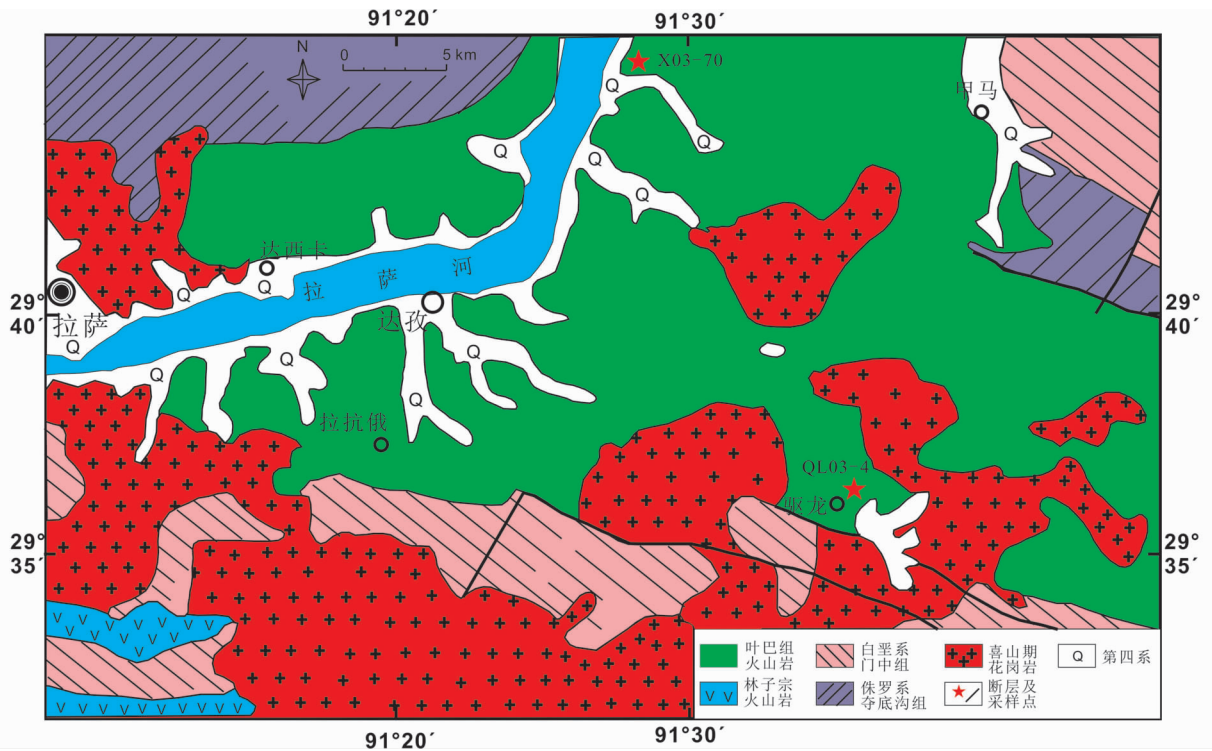 91°20′
91°30′
N
0
5 km
X03-70
Q
甲马
Q
Q
Q
Q
Q
达西卡
Q
Q
拉萨河
29°
40′
29°
40′
拉萨
达孜
Q
Q
Q
Q
Q
拉抗俄
QL03-4
驱龙
29°
35′
29°
35′
叶巴组
火山岩
白垩系
门中组
喜山期
花岗岩
Q
第四系
林子宗
火山岩
侏罗系
夺底沟组
断层及
采样点
91°20′
91°30′